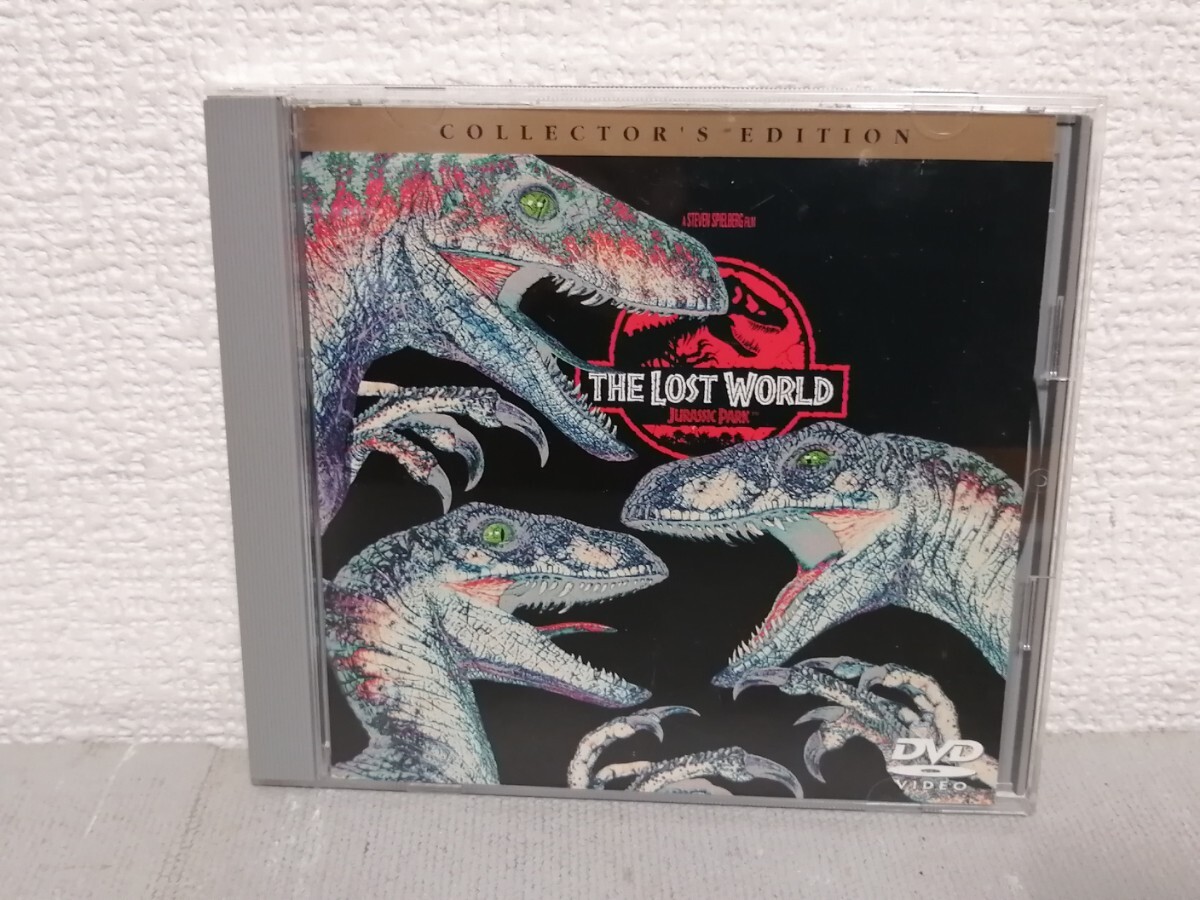 COLLECTOR'S EDITION
A STEVEN SPIELBERG FILM
THE LOST WORLD
JURASSIC PARK
DVD
VIDEO